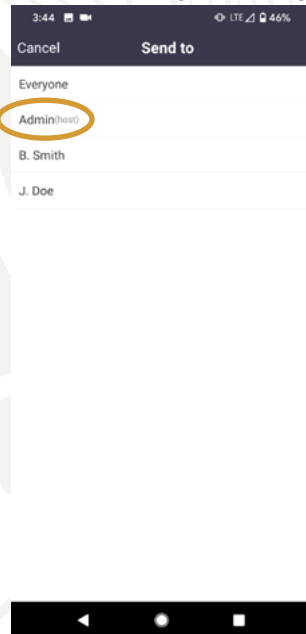 3:44 LTE 46%
Cancel Send to
Everyone
Admin(host)
B. Smith
J. Doe